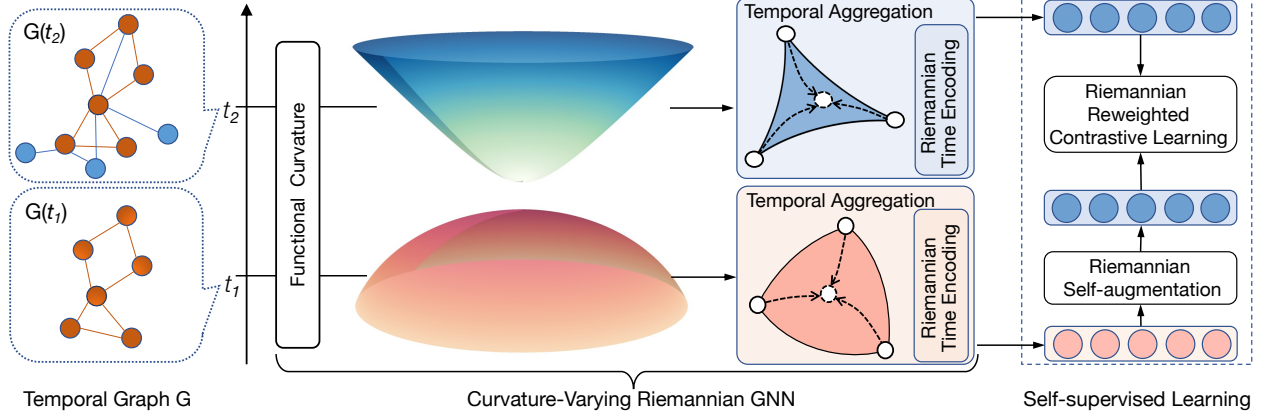 G(t2)
G(t1)
Temporal Graph G
t2
t1
Functional Curvature
Temporal Aggregation
Riemannian
Time Encoding
Temporal Aggregation
Riemannian
Time Encoding
Curvature-Varying Riemannian GNN
Riemannian
Reweighted
Contrastive Learning
Riemannian
Self-augmentation
Self-supervised Learning